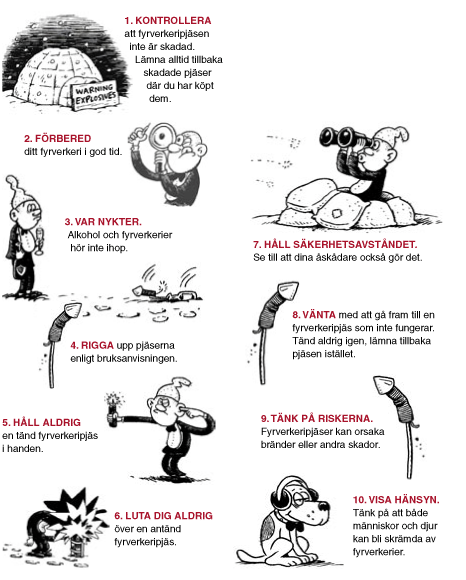 1. KONTROLLERA
att fyrverkeripjäsen
inte är skadad.
Lämna alltid tillbaka
skadade pjäser
där du har köpt
dem.
WARNING
EXPLOSIVES
2. FÖRBERED
ditt fyrverkeri i god tid.
3. VAR NYKTER.
Alkohol och fyrverkerier
hör inte ihop.
4. RIGGA upp pjäserna
enligt bruksanvisningen.
5. HÅLL ALDRIG
en tänd fyrverkeripjäs
i handen.
6. LUTA DIG ALDRIG
över en antänd
fyrverkeripjäs.
7. HÅLL SÄKERHETSAVSTÅNDET.
Se till att dina åskådare också gör det.
8. VÄNTA med att gå fram till en
fyrverkeripjäs som inte fungerar.
Tänd aldrig igen, lämna tillbaka
pjäsen istället.
9. TÄNK PÅ RISKERNA.
Fyrverkeripjäser kan orsaka
bränder eller andra skador.
10. VISA HÄNSYN.
Tänk på att både
människor och djur
kan bli skrämda av
fyrverkerier.